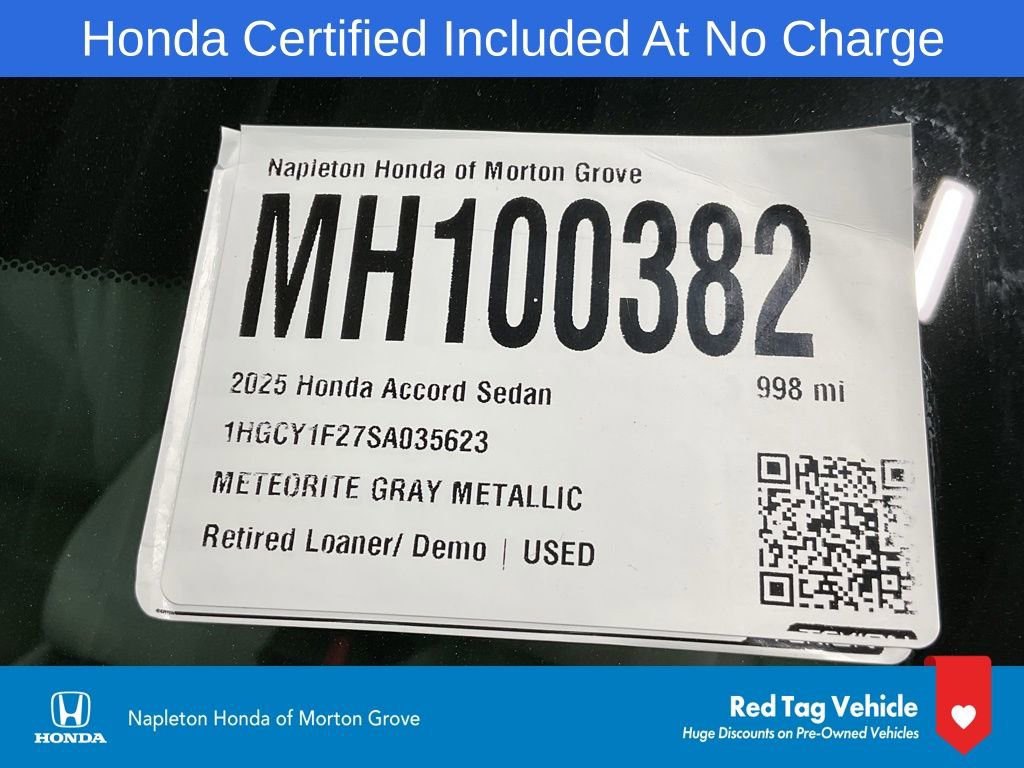 Honda Certified Included At No Charge
Napleton Honda of Morton Grove
MH100382
2025 Honda Accord Sedan 998 mi
1HGCY1F27SA035623
METEORITE GRAY METALLIC
Retired Loaner/ Demo | USED
HONDA
Napleton Honda of Morton Grove
Red Tag Vehicle
Huge Discounts on Pre-Owned Vehicles